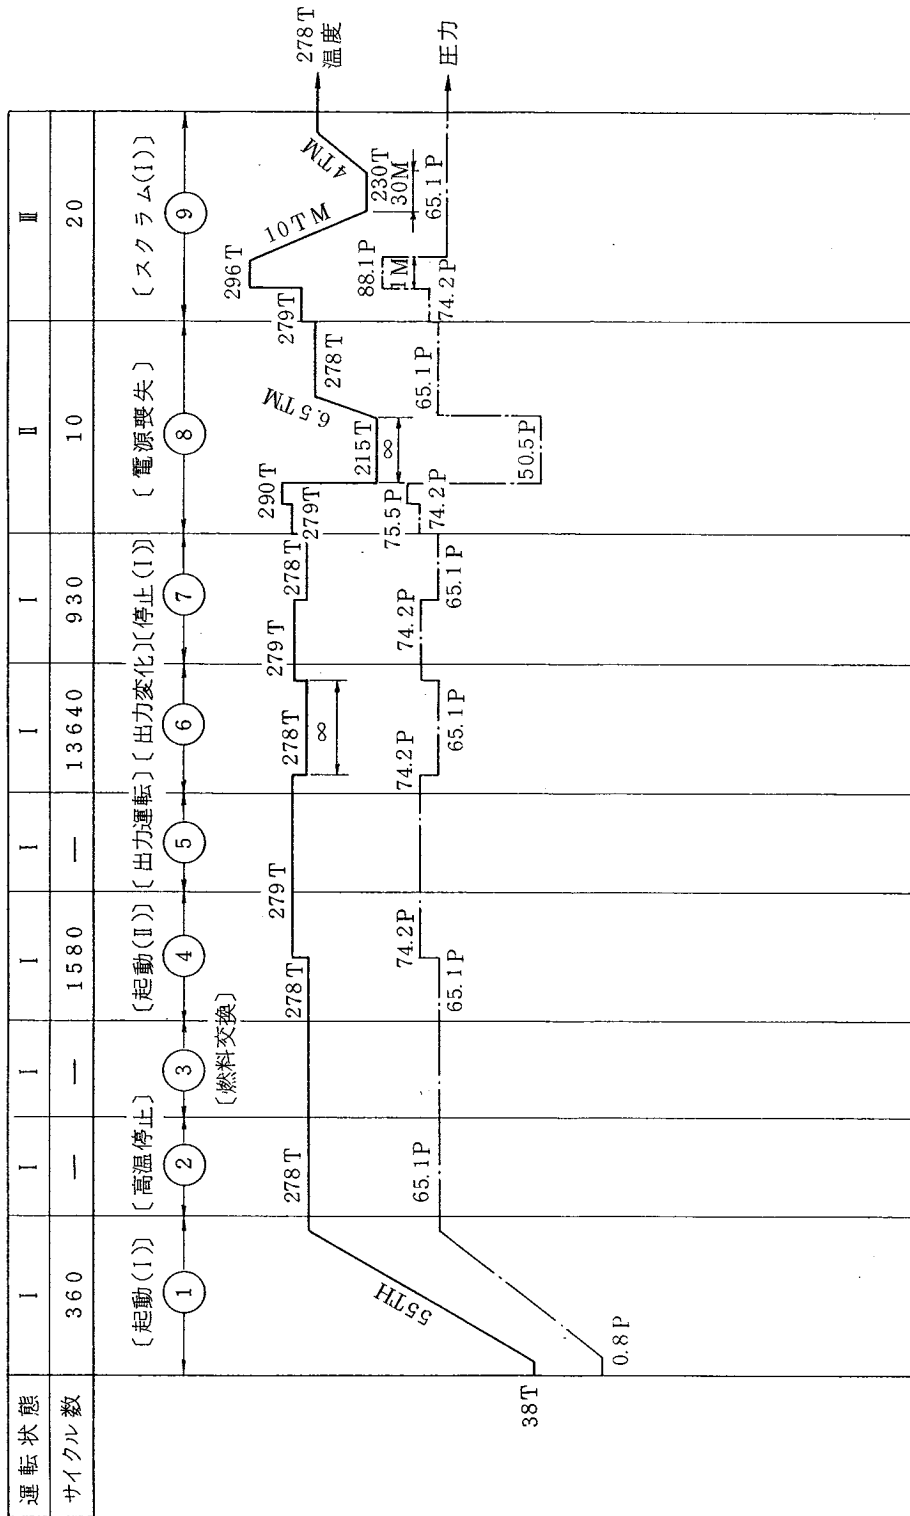 運転状態 I I I I I I I II III
サイクル数 360 — — 1580 — 13640 930 10 20
〔起動(I)〕 〔高温停止〕 〔起動(II)〕 〔出力運転〕 〔出力変化〕 〔停止(I)〕 〔電源喪失〕 〔スクラム(I)〕
1 2 3 4 5 6 7 8 9
〔燃料交換〕
38T
55TH
278T
278T
279T
278T
∞
279T
278T
290T
279T
215T
∞
6.5TM
278T
279T
296T
10TM
230T
30M
4TM
278T
温度
0.8P
65.1P
65.1P
74.2P
74.2P
65.1P
74.2P
65.1P
75.5P
74.2P
50.5P
65.1P
74.2P
88.1P
1M
65.1P
圧力